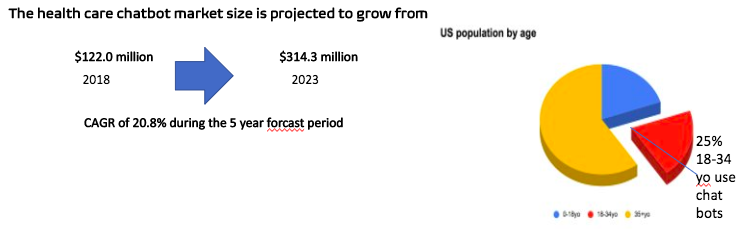 The health care chatbot market size is projected to grow from
$122.0 million
2018
$314.3 million
2023
CAGR of 20.8% during the 5 year forcast period
US population by age
25%
18-34
yo use
chat
bots
18-34yo
35+yo